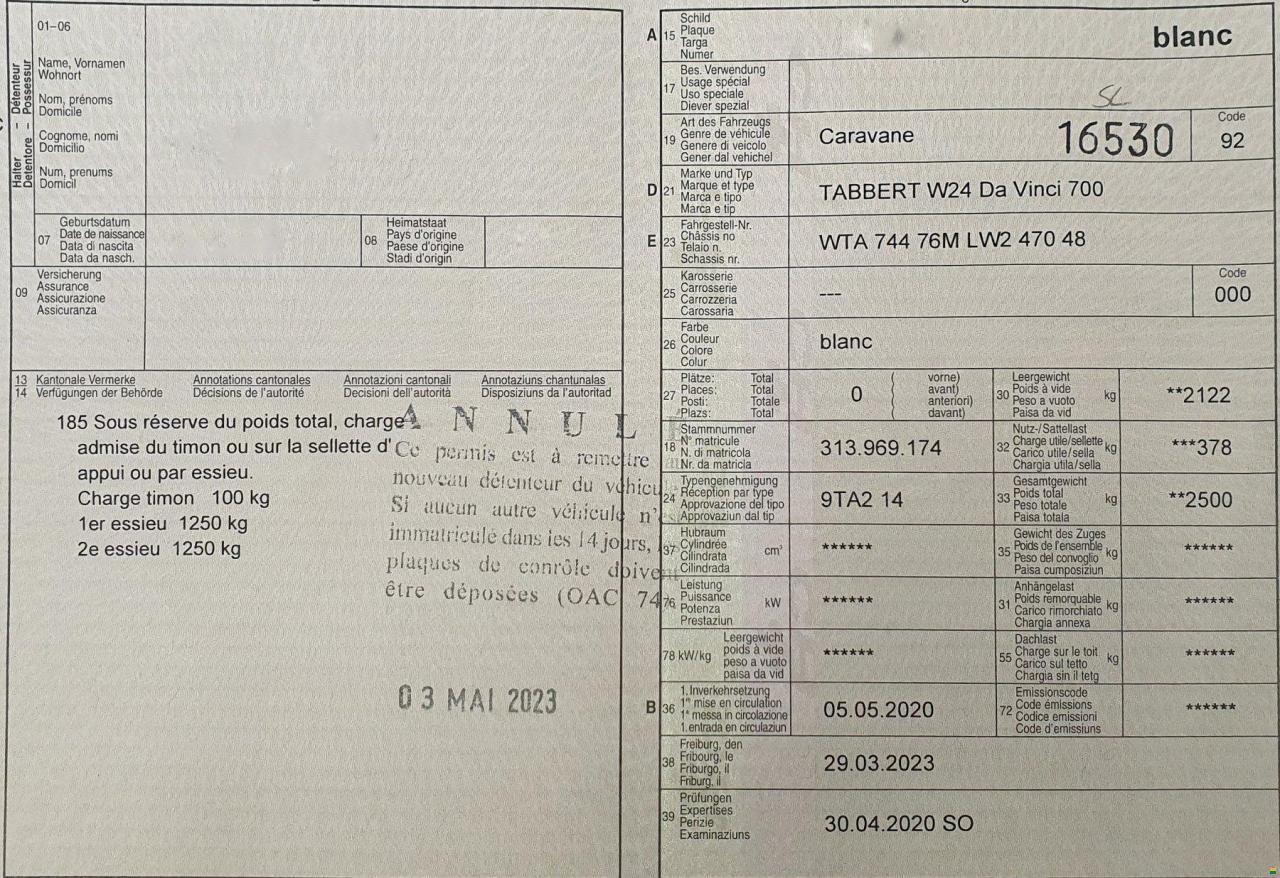 01–06
Halter – Détenteur
Detentore – Possessur
Name, Vornamen
Wohnort
Nom, prénoms
Domicile
Cognome, nomi
Domicilio
Num, prenums
Domicil
07
Geburtsdatum
Date de naissance
Data di nascita
Data da nasch.
08
Heimatstaat
Pays d'origine
Paese d'origine
Stadi d'origin
09
Versicherung
Assurance
Assicurazione
Assicuranza
13 Kantonale Vermerke Annotations cantonales Annotazioni cantonali Annotaziuns chantunalas
14 Verfügungen der Behörde Décisions de l'autorité Decisioni dell'autorità Disposiziuns da l'autoritad
185 Sous réserve du poids total, charge
admise du timon ou sur la sellette d'
appui ou par essieu.
Charge timon 100 kg
1er essieu 1250 kg
2e essieu 1250 kg
A N N U L
Ce permis est à remettre
nouveau détenteur du véhicu
Si aucun autre véhicule n'e
immatriculé dans les 14 jours,
plaques de conrôle doivent
être déposées (OAC 74
03 MAI 2023
A 15
Schild
Plaque
Targa
Numer
blanc
17
Bes. Verwendung
Usage spécial
Uso speciale
Diever spezial
SL
19
Art des Fahrzeugs
Genre de véhicule
Genere di veicolo
Gener dal vehichel
Caravane
16530
Code
92
D 21
Marke und Typ
Marque et type
Marca e tipo
Marca e tip
TABBERT W24 Da Vinci 700
E 23
Fahrgestell-Nr.
Châssis no
Telaio n.
Schassis nr.
WTA 744 76M LW2 470 48
25
Karosserie
Carrosserie
Carrozzeria
Carossaria
---
Code
000
26
Farbe
Couleur
Colore
Colur
blanc
27
Plätze: Total
Places: Total
Posti: Totale
Plazs: Total
0
( vorne)
( avant)
( anteriori)
( davant)
30
Leergewicht
Poids à vide
Peso a vuoto
Paisa da vid
kg
**2122
18
Stammnummer
N° matricule
N. di matricola
Nr. da matricla
313.969.174
32
Nutz-/Sattellast
Charge utile/sellette
Carico utile/sella
Chargia utila/sella
kg
***378
24
Typengenehmigung
Réception par type
Approvazione del tipo
Approvaziun dal tip
9TA2 14
33
Gesamtgewicht
Poids total
Peso totale
Paisa totala
kg
**2500
37
Hubraum
Cylindrée
Cilindrata
Cilindrada
cm³
******
35
Gewicht des Zuges
Poids de l'ensemble
Peso del convoglio
Paisa cumposiziun
kg
******
76
Leistung
Puissance
Potenza
Prestaziun
kW
******
31
Anhängelast
Poids remorquable
Carico rimorchiato
Chargia annexa
kg
******
78 kW/kg
Leergewicht
poids à vide
peso a vuoto
paisa da vid
******
55
Dachlast
Charge sur le toit
Carico sul tetto
Chargia sin il tetg
kg
******
B 36
1. Inverkehrsetzung
1re mise en circulation
1a messa in circolazione
1. entrada en circulaziun
05.05.2020
72
Emissionscode
Code émissions
Codice emissioni
Code d'emissiuns
******
38
Freiburg, den
Fribourg, le
Friburgo, il
Friburg, il
29.03.2023
39
Prüfungen
Expertises
Perizie
Examinaziuns
30.04.2020 SO